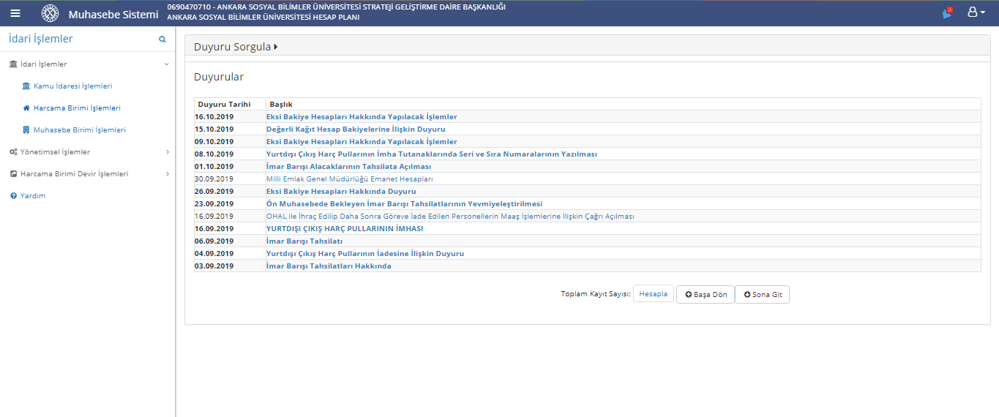 Muhasebe Sistemi
0690470710 - ANKARA SOSYAL BİLİMLER ÜNİVERSİTESİ STRATEJİ GELİŞTİRME DAİRE BAŞKANLIĞI
ANKARA SOSYAL BİLİMLER ÜNİVERSİTESİ HESAP PLANI
1
İdari İşlemler
İdari İşlemler
Kamu İdaresi İşlemleri
Harcama Birimi İşlemleri
Muhasebe Birimi İşlemleri
Yönetimsel İşlemler
Harcama Birimi Devir İşlemleri
Yardım
Duyuru Sorgula
Duyurular
Duyuru Tarihi Başlık
16.10.2019 Eksi Bakiye Hesapları Hakkında Yapılacak İşlemler
15.10.2019 Değerli Kağıt Hesap Bakiyelerine İlişkin Duyuru
09.10.2019 Eksi Bakiye Hesapları Hakkında Yapılacak İşlemler
08.10.2019 Yurtdışı Çıkış Harç Pullarının İmha Tutanaklarında Seri ve Sıra Numaralarının Yazılması
01.10.2019 İmar Barışı Alacaklarının Tahsilata Açılması
30.09.2019 Milli Emlak Genel Müdürlüğü Emanet Hesapları
26.09.2019 Eksi Bakiye Hesapları Hakkında Duyuru
23.09.2019 Ön Muhasebede Bekleyen İmar Barışı Tahsilatlarının Yevmiyeleştirilmesi
16.09.2019 OHAL ile İhraç Edilip Daha Sonra Göreve İade Edilen Personellerin Maaş İşlemlerine İlişkin Çağrı Açılması
16.09.2019 YURTDIŞI ÇIKIŞ HARÇ PULLARININ İMHASI
06.09.2019 İmar Barışı Tahsilatı
04.09.2019 Yurtdışı Çıkış Harç Pullarının İadesine İlişkin Duyuru
03.09.2019 İmar Barışı Tahsilatları Hakkında
Toplam Kayıt Sayısı: Hesapla Başa Dön Sona Git